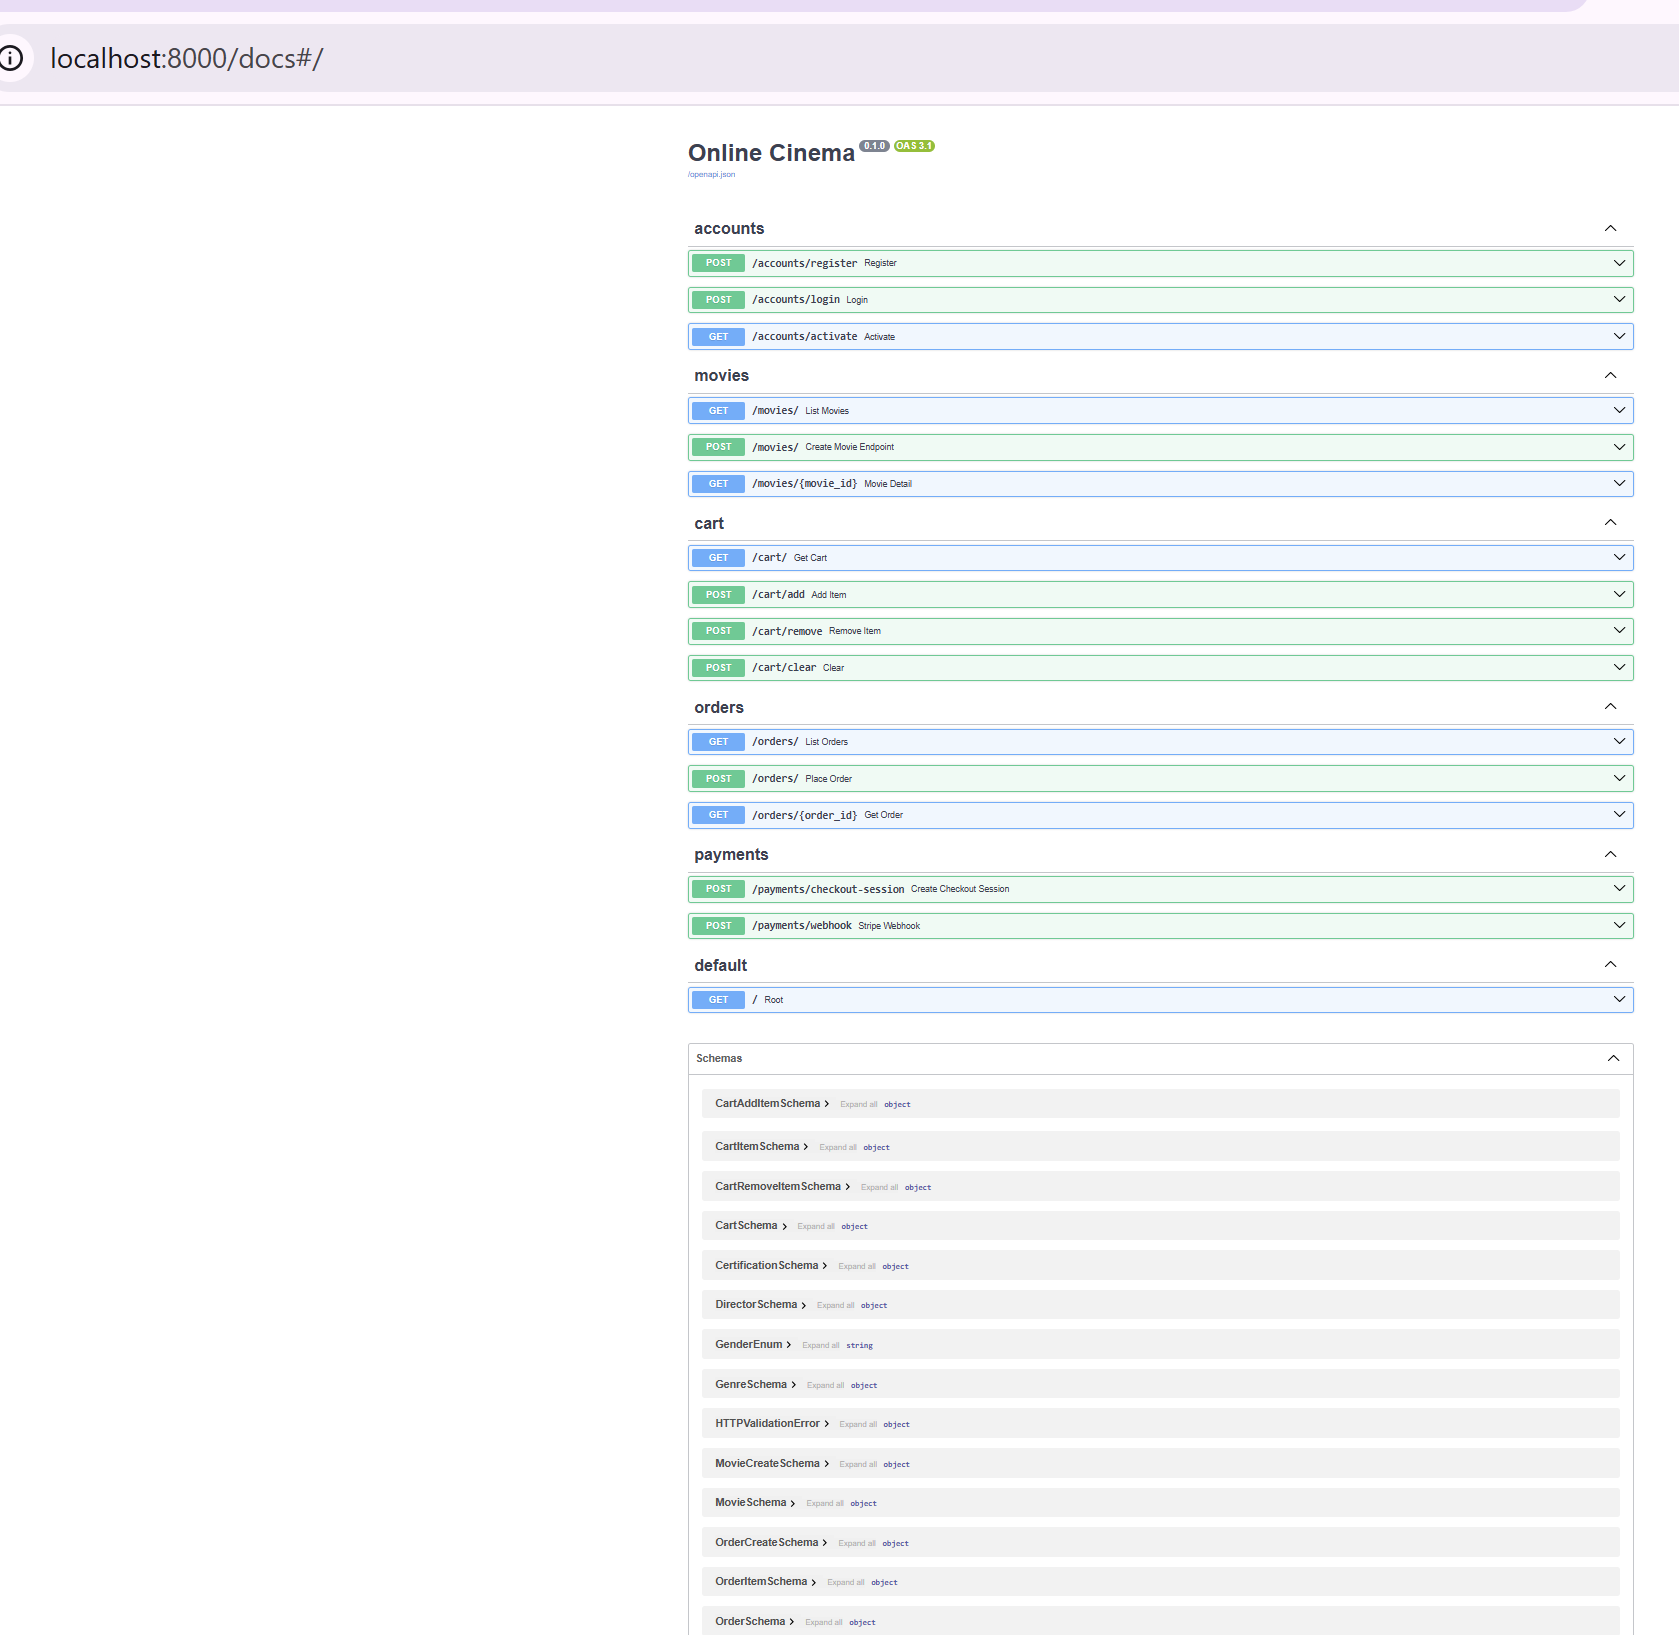 localhost:8000/docs#/
Online Cinema 0.1.0 OAS 3.1
/openapi.json
accounts
POST /accounts/register Register
POST /accounts/login Login
GET /accounts/activate Activate
movies
GET /movies/ List Movies
POST /movies/ Create Movie Endpoint
GET /movies/{movie_id} Movie Detail
cart
GET /cart/ Get Cart
POST /cart/add Add Item
POST /cart/remove Remove Item
POST /cart/clear Clear
orders
GET /orders/ List Orders
POST /orders/ Place Order
GET /orders/{order_id} Get Order
payments
POST /payments/checkout-session Create Checkout Session
POST /payments/webhook Stripe Webhook
default
GET / Root
Schemas
CartAddItemSchema Expand all object
CartItemSchema Expand all object
CartRemoveItemSchema Expand all object
CartSchema Expand all object
CertificationSchema Expand all object
DirectorSchema Expand all object
GenderEnum Expand all string
GenreSchema Expand all object
HTTPValidationError Expand all object
MovieCreateSchema Expand all object
MovieSchema Expand all object
OrderCreateSchema Expand all object
OrderItemSchema Expand all object
OrderSchema Expand all object